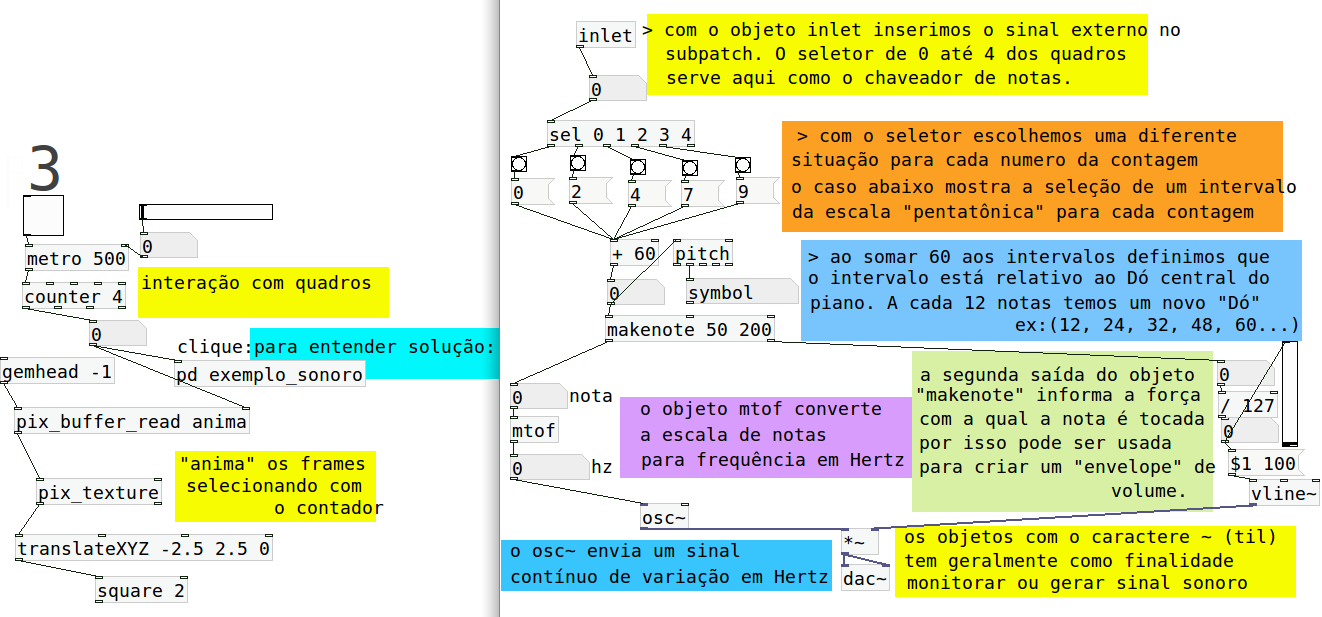 3
0
metro 500
interação com quadros
counter 4
0
clique:para entender solução:
gemhead -1
pd exemplo_sonoro
pix_buffer_read anima
"anima" os frames
selecionando com
o contador
pix_texture
translateXYZ -2.5 2.5 0
square 2
inlet
> com o objeto inlet inserimos o sinal externo no
subpatch. O seletor de 0 até 4 dos quadros
serve aqui como o chaveador de notas.
0
sel 0 1 2 3 4
0 2 4 7 9
> com o seletor escolhemos uma diferente
situação para cada numero da contagem
o caso abaixo mostra a seleção de um intervalo
da escala "pentatônica" para cada contagem
+ 60
pitch
0
symbol
makenote 50 200
> ao somar 60 aos intervalos definimos que
o intervalo está relativo ao Dó central do
piano. A cada 12 notas temos um novo "Dó"
ex:(12, 24, 32, 48, 60...)
0 nota
mtof
0 hz
o objeto mtof converte
a escala de notas
para frequência em Hertz
a segunda saída do objeto
"makenote" informa a força
com a qual a nota é tocada
por isso pode ser usada
para criar um "envelope" de
volume.
0
/ 127
0
$1 100
vline~
osc~
*~
dac~
o osc~ envia um sinal
contínuo de variação em Hertz
os objetos com o caractere ~ (til)
tem geralmente como finalidade
monitorar ou gerar sinal sonoro